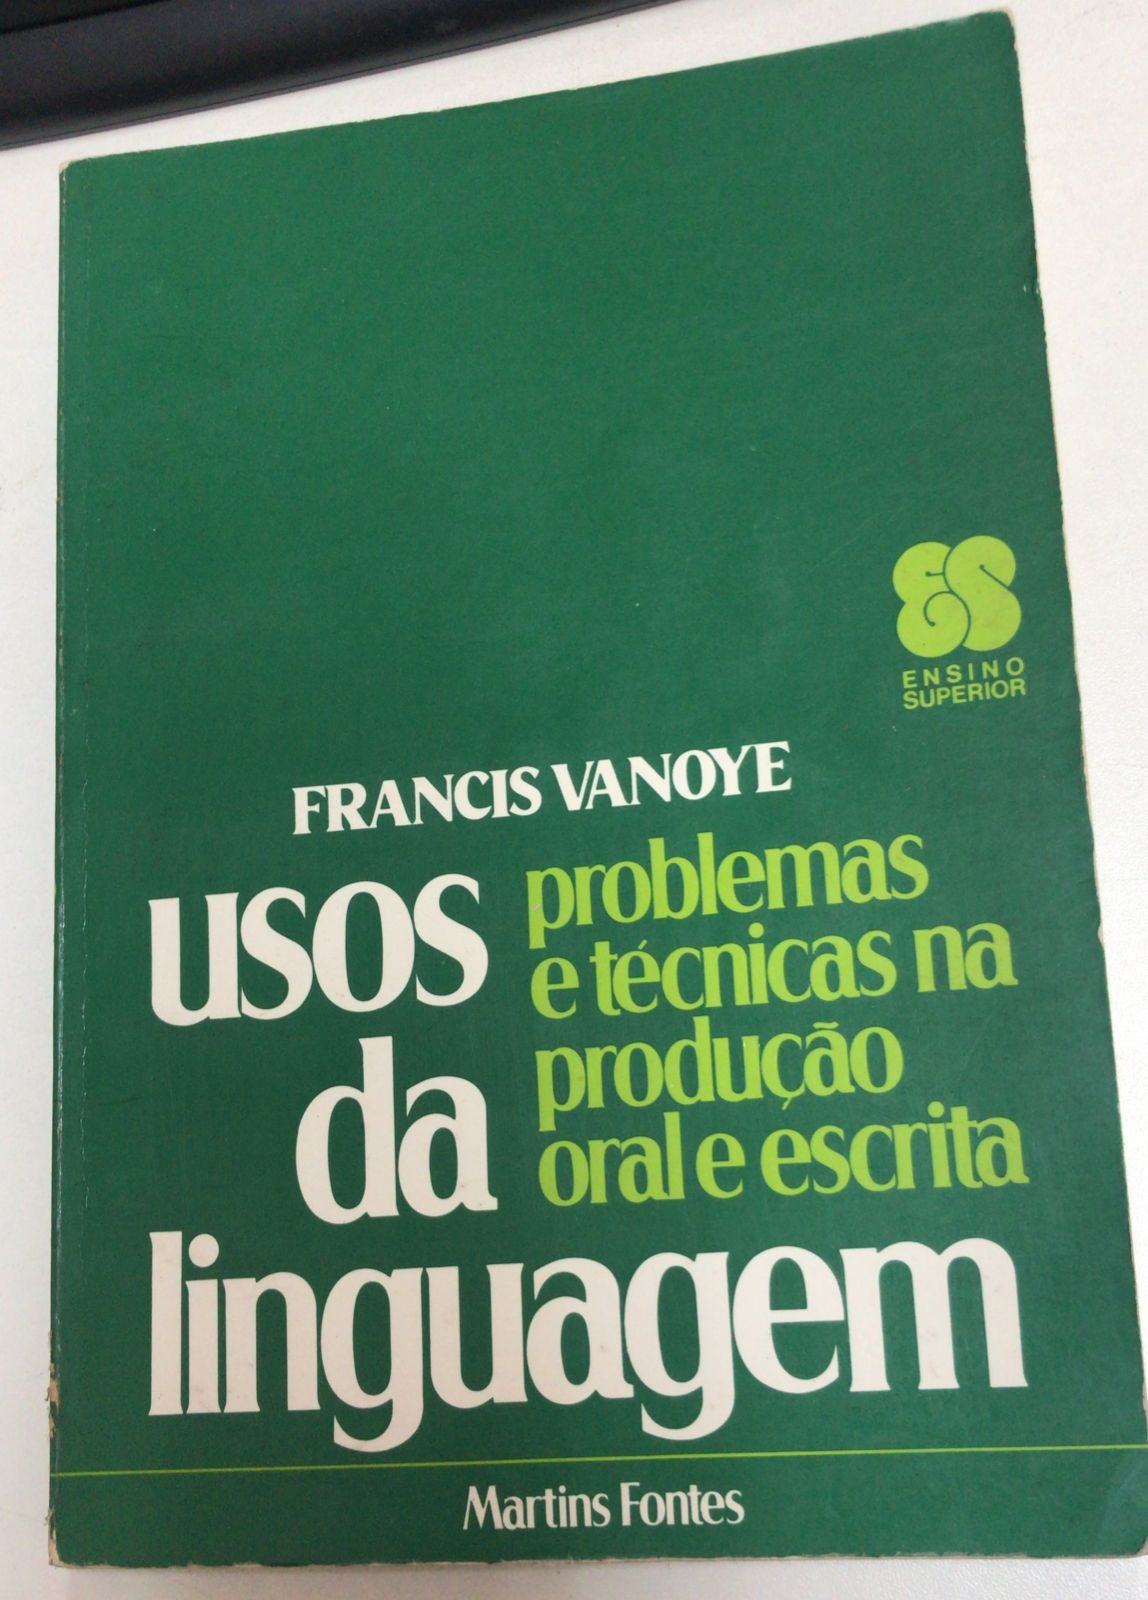 ES
ENSINO
SUPERIOR
FRANCIS VANOYE
usos
da
linguagem
problemas
e técnicas na
produção
oral e escrita
Martins Fontes